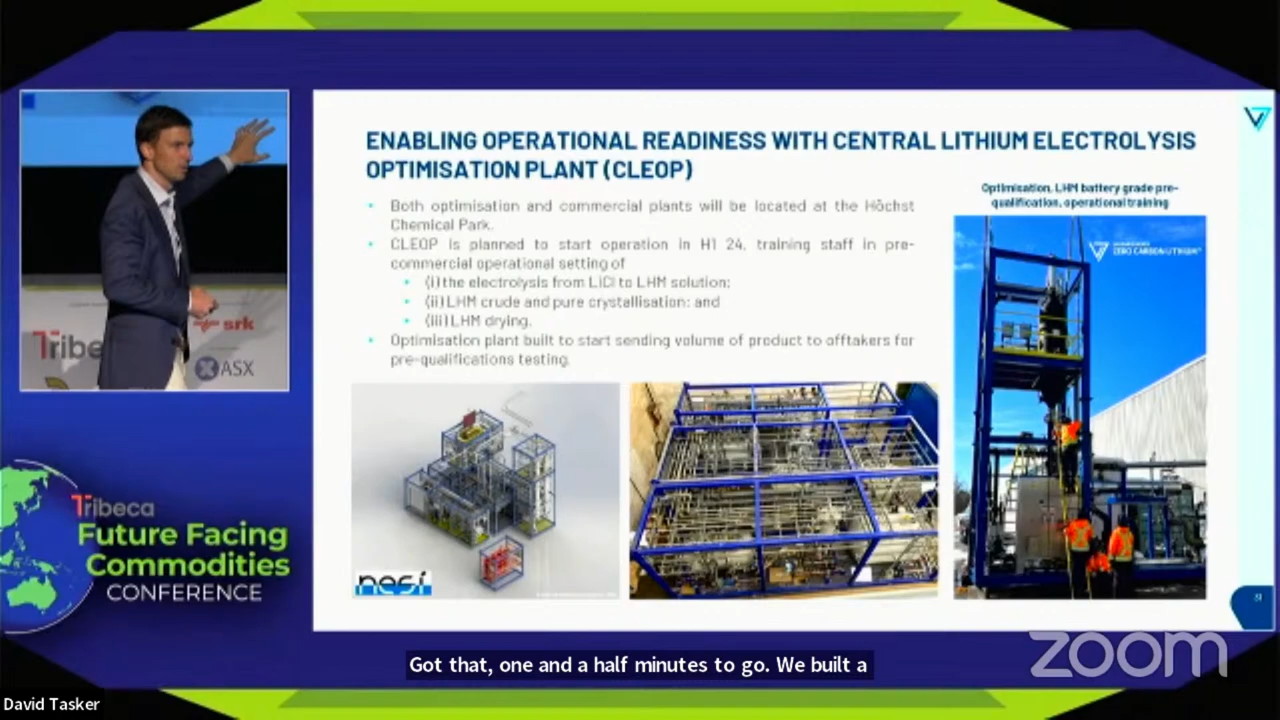 ENABLING OPERATIONAL READINESS WITH CENTRAL LITHIUM ELECTROLYSIS
OPTIMISATION PLANT (CLEOP)
• Both optimisation and commercial plants will be located at the Höchst
Chemical Park.
• CLEOP is planned to start operation in H1 24, training staff in pre-
commercial operational setting of
• (i) the electrolysis from LiCl to LHM solution;
• (ii) LHM crude and pure crystallisation; and
• (iii) LHM drying.
• Optimisation plant built to start sending volume of product to offtakers for
pre-qualifications testing.
Optimisation, LHM battery grade pre-
qualification, operational training
ZERO CARBON LITHIUM™
nesi
31
Tribe
srk
ASX
Tribeca
Future Facing
Commodities
CONFERENCE
Got that, one and a half minutes to go. We built a
zoom
David Tasker